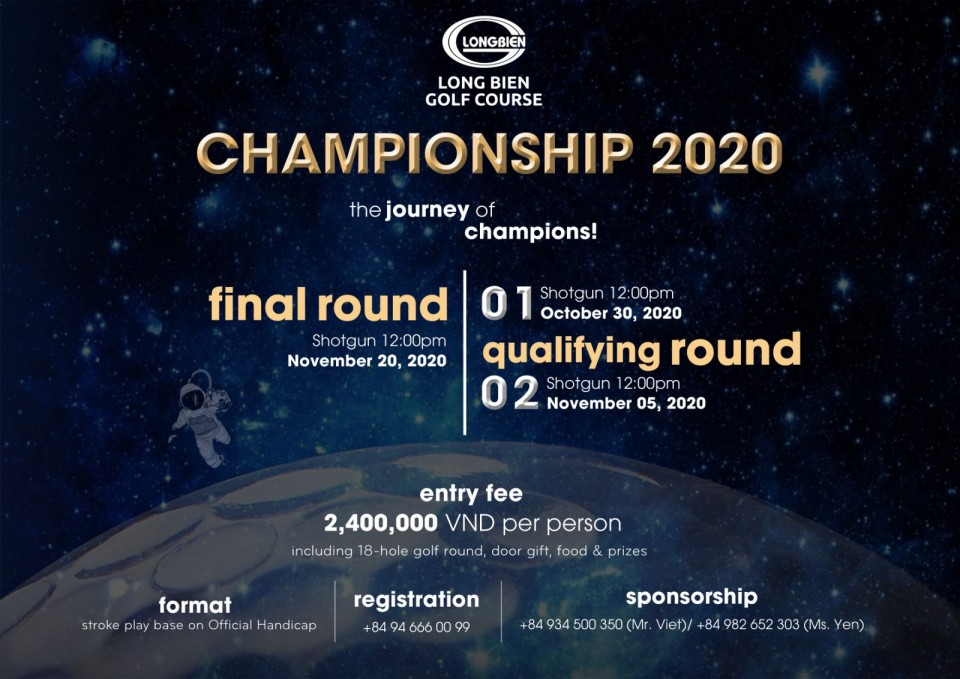 LONGBIEN
LONG BIEN
GOLF COURSE
CHAMPIONSHIP 2020
the journey of
champions!
final round
Shotgun 12:00pm
November 20, 2020
01 Shotgun 12:00pm
October 30, 2020
qualifying round
02 Shotgun 12:00pm
November 05, 2020
entry fee
2,400,000 VND per person
including 18-hole golf round, door gift, food & prizes
format
stroke play base on Official Handicap
registration
+84 94 666 00 99
sponsorship
+84 934 500 350 (Mr. Viet)/ +84 982 652 303 (Ms. Yen)